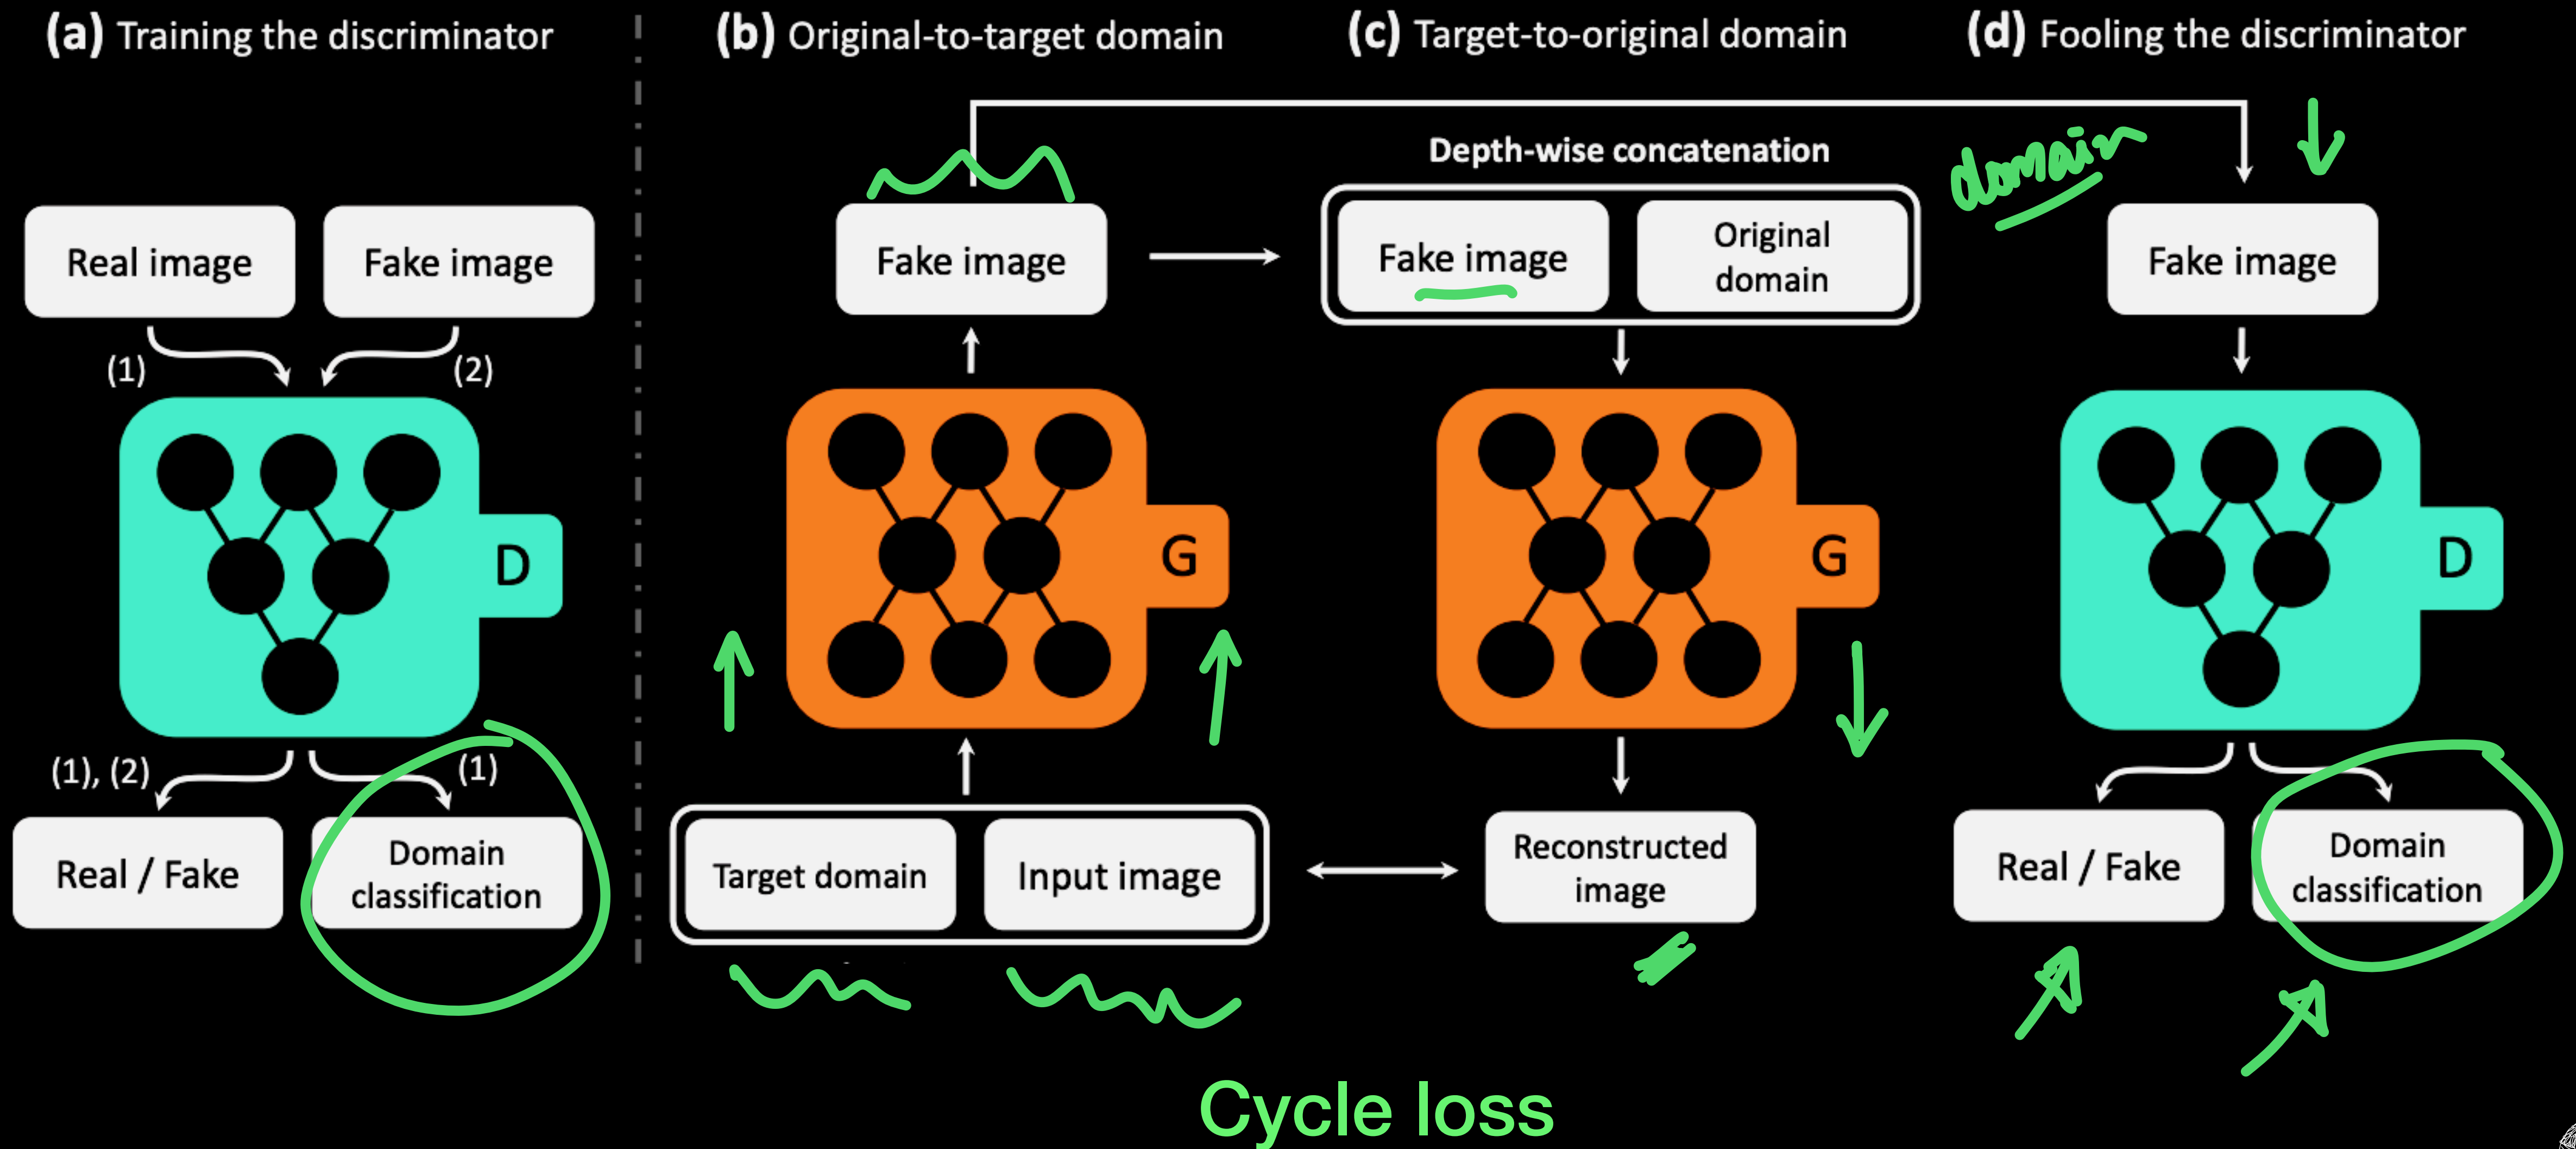 (a) Training the discriminator
(b) Original-to-target domain
(c) Target-to-original domain
(d) Fooling the discriminator
Real image
Fake image
(1)
(2)
D
(1), (2)
(1)
Real / Fake
Domain
classification
Fake image
G
Target domain
Input image
Depth-wise concatenation
Fake image
Original
domain
G
Reconstructed
image
domain
Fake image
D
Real / Fake
Domain
classification
Cycle loss